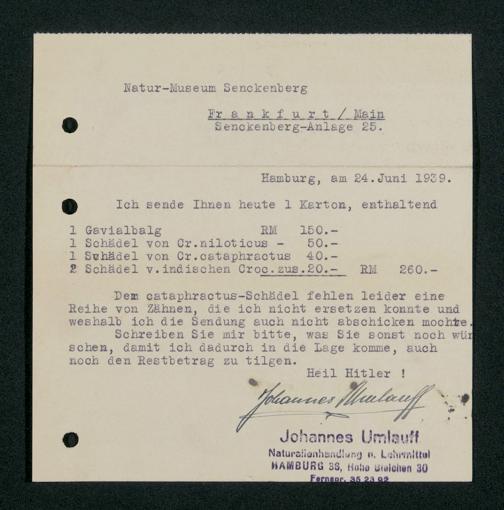 Natur-Museum Senckenberg
Frankfurt/Main
Senckenberg-Anlage 25.
Hamburg, am 24.Juni 1939.
Ich sende Ihnen heute 1 Karton, enthaltend
1 Gavialbalg RM 150.-
1 Schädel von Cr.niloticus - 50.-
1 Schädel von Cr.cataphractus 40.-
2 Schädel v.indischen Croc.zus.20.- RM 260.-
Dem cataphractus-Schädel fehlen leider eine
Reihe von Zähnen, die ich nicht ersetzen konnte und
weshalb ich die Sendung auch nicht abschicken mochte.
Schreiben Sie mir bitte, was Sie sonst noch wün
schen, damit ich dadurch in die Lage komme, auch
noch den Restbetrag zu tilgen.
Heil Hitler !
Johannes Umlauff
Johannes Umlauff
Naturalienhandlung u. Lehrmittel
HAMBURG 36, Hohe Bleichen 30
Fernspr. 35 23 92